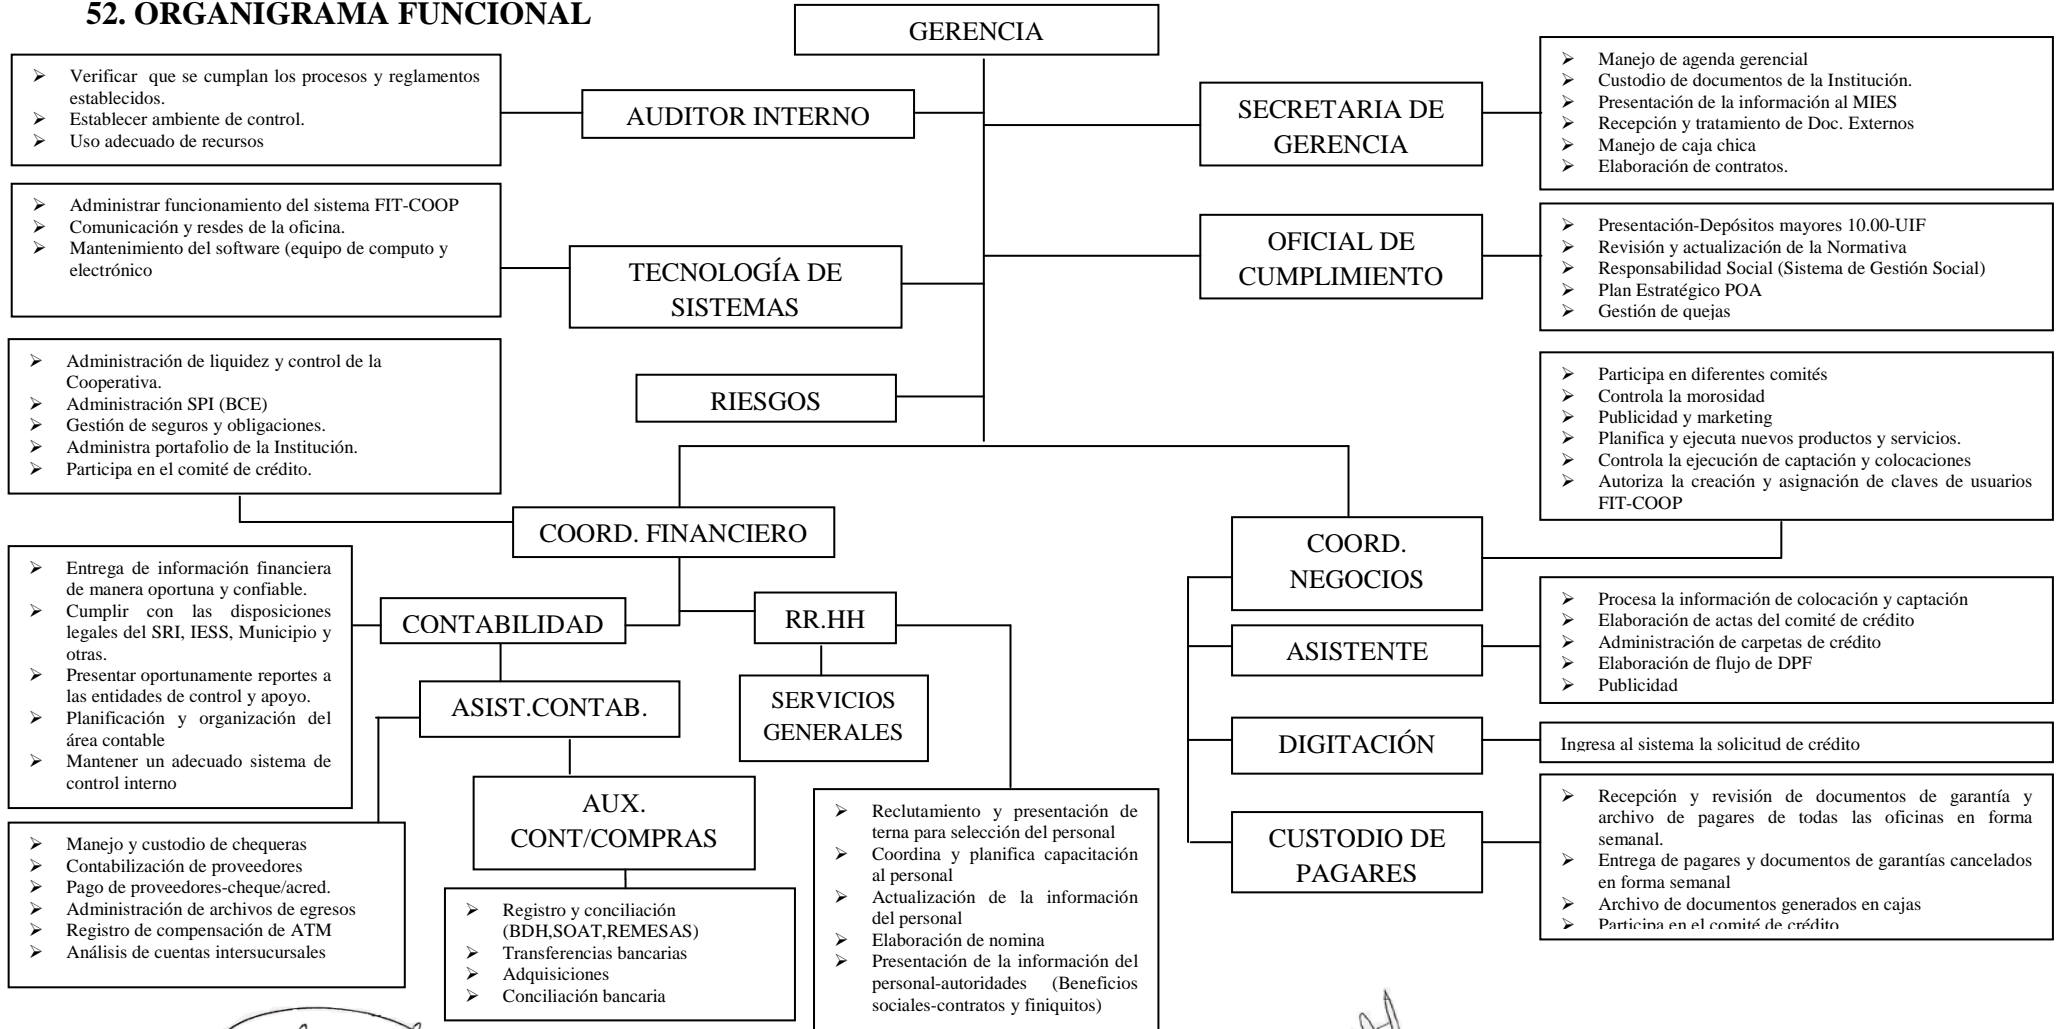 52. ORGANIGRAMA FUNCIONAL
GERENCIA
➢ Verificar que se cumplan los procesos y reglamentos
establecidos.
➢ Establecer ambiente de control.
➢ Uso adecuado de recursos
AUDITOR INTERNO
SECRETARIA DE
GERENCIA
➢ Manejo de agenda gerencial
➢ Custodio de documentos de la Institución.
➢ Presentación de la información al MIES
➢ Recepción y tratamiento de Doc. Externos
➢ Manejo de caja chica
➢ Elaboración de contratos.
➢ Administrar funcionamiento del sistema FIT-COOP
➢ Comunicación y resdes de la oficina.
➢ Mantenimiento del software (equipo de computo y
electrónico
TECNOLOGÍA DE
SISTEMAS
OFICIAL DE
CUMPLIMIENTO
➢ Presentación-Depósitos mayores 10.00-UIF
➢ Revisión y actualización de la Normativa
➢ Responsabilidad Social (Sistema de Gestión Social)
➢ Plan Estratégico POA
➢ Gestión de quejas
➢ Administración de liquidez y control de la
Cooperativa.
➢ Administración SPI (BCE)
➢ Gestión de seguros y obligaciones.
➢ Administra portafolio de la Institución.
➢ Participa en el comité de crédito.
RIESGOS
➢ Participa en diferentes comités
➢ Controla la morosidad
➢ Publicidad y marketing
➢ Planifica y ejecuta nuevos productos y servicios.
➢ Controla la ejecución de captación y colocaciones
➢ Autoriza la creación y asignación de claves de usuarios
FIT-COOP
COORD. FINANCIERO
COORD.
NEGOCIOS
➢ Entrega de información financiera
de manera oportuna y confiable.
➢ Cumplir con las disposiciones
legales del SRI, IESS, Municipio y
otras.
➢ Presentar oportunamente reportes a
las entidades de control y apoyo.
➢ Planificación y organización del
área contable
➢ Mantener un adecuado sistema de
control interno
CONTABILIDAD
RR.HH
ASISTENTE
➢ Procesa la información de colocación y captación
➢ Elaboración de actas del comité de crédito
➢ Administración de carpetas de crédito
➢ Elaboración de flujo de DPF
➢ Publicidad
ASIST.CONTAB.
SERVICIOS
GENERALES
DIGITACIÓN
Ingresa al sistema la solicitud de crédito
AUX.
CONT/COMPRAS
CUSTODIO DE
PAGARES
➢ Recepción y revisión de documentos de garantía y
archivo de pagares de todas las oficinas en forma
semanal.
➢ Entrega de pagares y documentos de garantías cancelados
en forma semanal
➢ Archivo de documentos generados en cajas
➢ Participa en el comité de crédito
➢ Manejo y custodio de chequeras
➢ Contabilización de proveedores
➢ Pago de proveedores-cheque/acred.
➢ Administración de archivos de egresos
➢ Registro de compensación de ATM
➢ Análisis de cuentas intersucursales
➢ Registro y conciliación
(BDH,SOAT,REMESAS)
➢ Transferencias bancarias
➢ Adquisiciones
➢ Conciliación bancaria
➢ Reclutamiento y presentación de
terna para selección del personal
➢ Coordina y planifica capacitación
al personal
➢ Actualización de la información
del personal
➢ Elaboración de nomina
➢ Presentación de la información del
personal-autoridades (Beneficios
sociales-contratos y finiquitos)